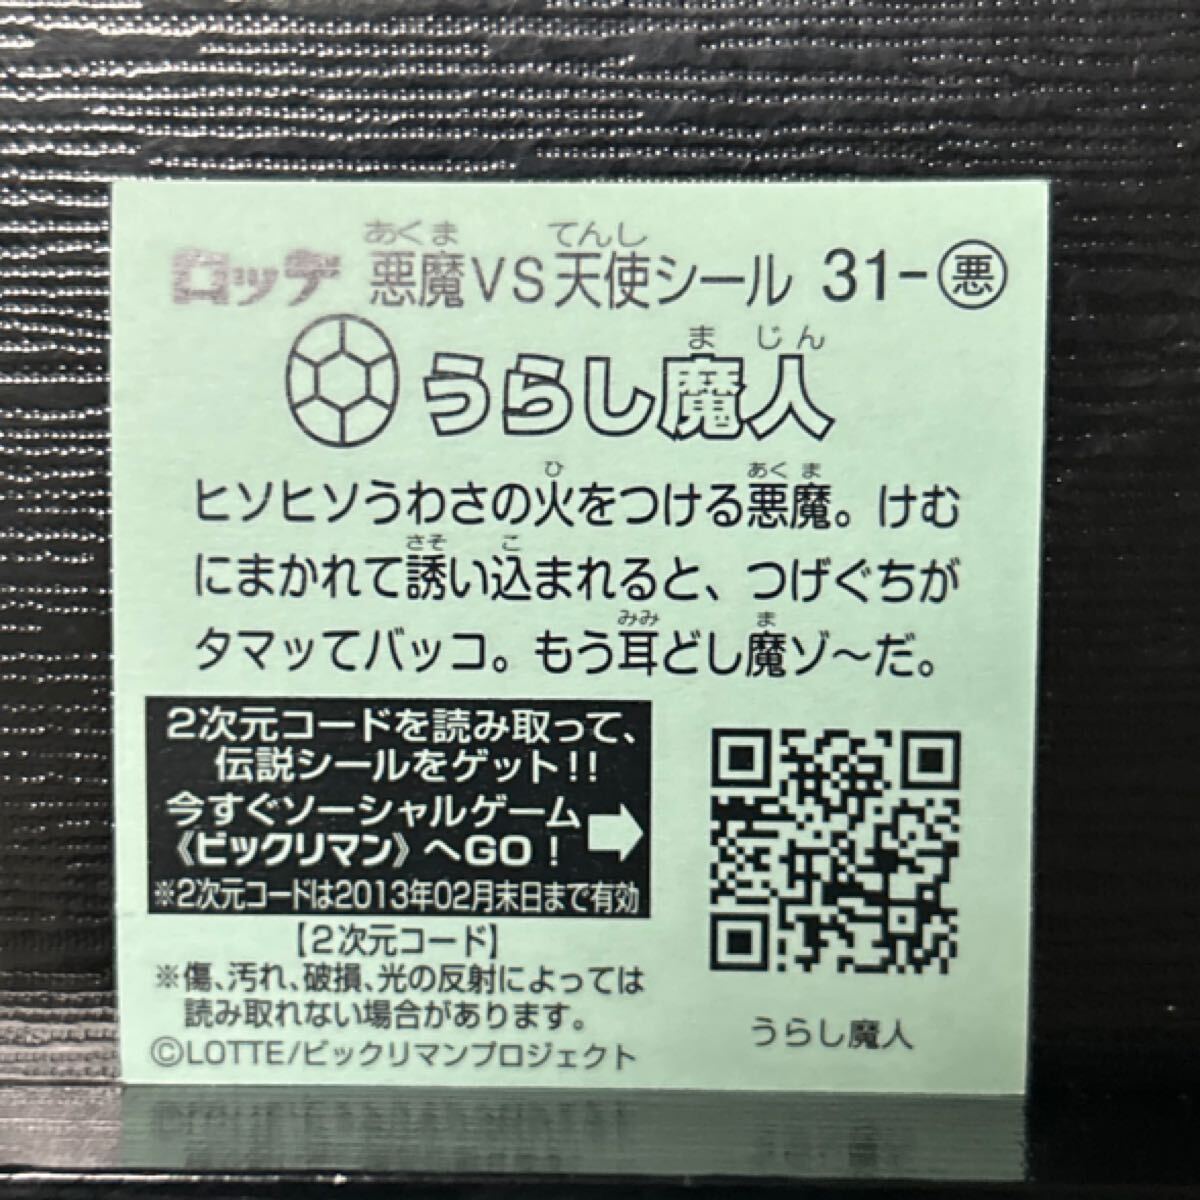 ロッテ 悪魔VS天使シール 31-悪
あくま てんし
うらし魔人
まじん
ヒソヒソうわさの火をつける悪魔。けむ
ひ あくま
にまかれて誘い込まれると、つげぐちが
さそ こ
タマッてバッコ。もう耳どし魔ゾ〜だ。
みみ ま
2次元コードを読み取って、
伝説シールをゲット!!
今すぐソーシャルゲーム
《ビックリマン》へGO!
※2次元コードは2013年02月末日まで有効
【2次元コード】
※傷、汚れ、破損、光の反射によっては
読み取れない場合があります。
©LOTTE/ビックリマンプロジェクト
うらし魔人